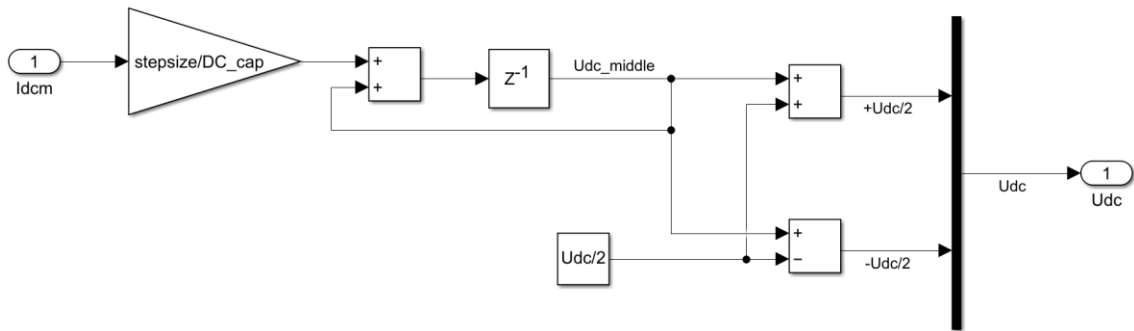 1
Idcm
stepsize/DC_cap
+
+
z-1
Udc_middle
+
+
+Udc/2
Udc/2
+
−
-Udc/2
Udc
1
Udc